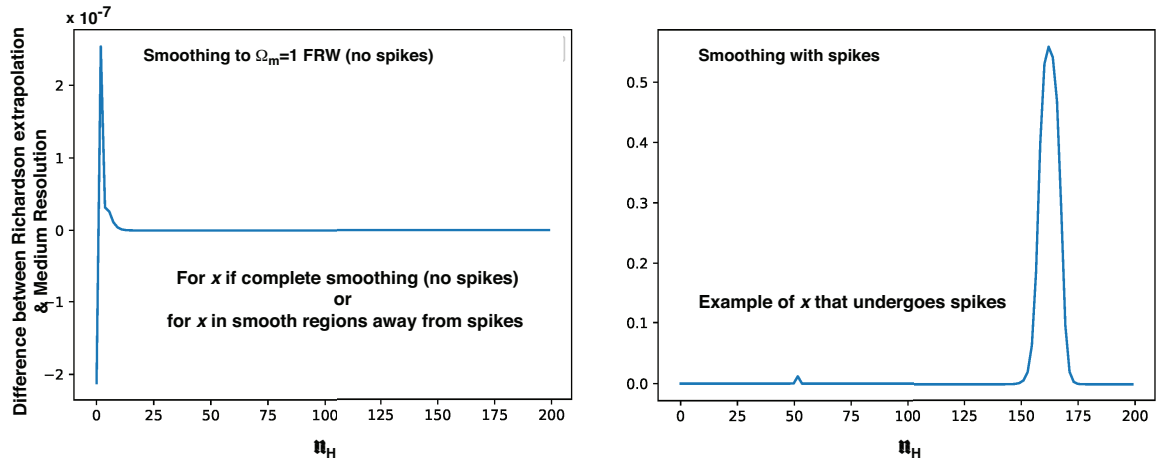 x 10-7
Smoothing to Ωm=1 FRW (no spikes)
2
1
0
−1
−2
For x if complete smoothing (no spikes)
or
for x in smooth regions away from spikes
0 25 50 75 100 125 150 175 200
𝔫H
Difference between Richardson extrapolation
& Medium Resolution
Smoothing with spikes
0.5
0.4
0.3
0.2
0.1
0.0
Example of x that undergoes spikes
0 25 50 75 100 125 150 175 200
𝔫H